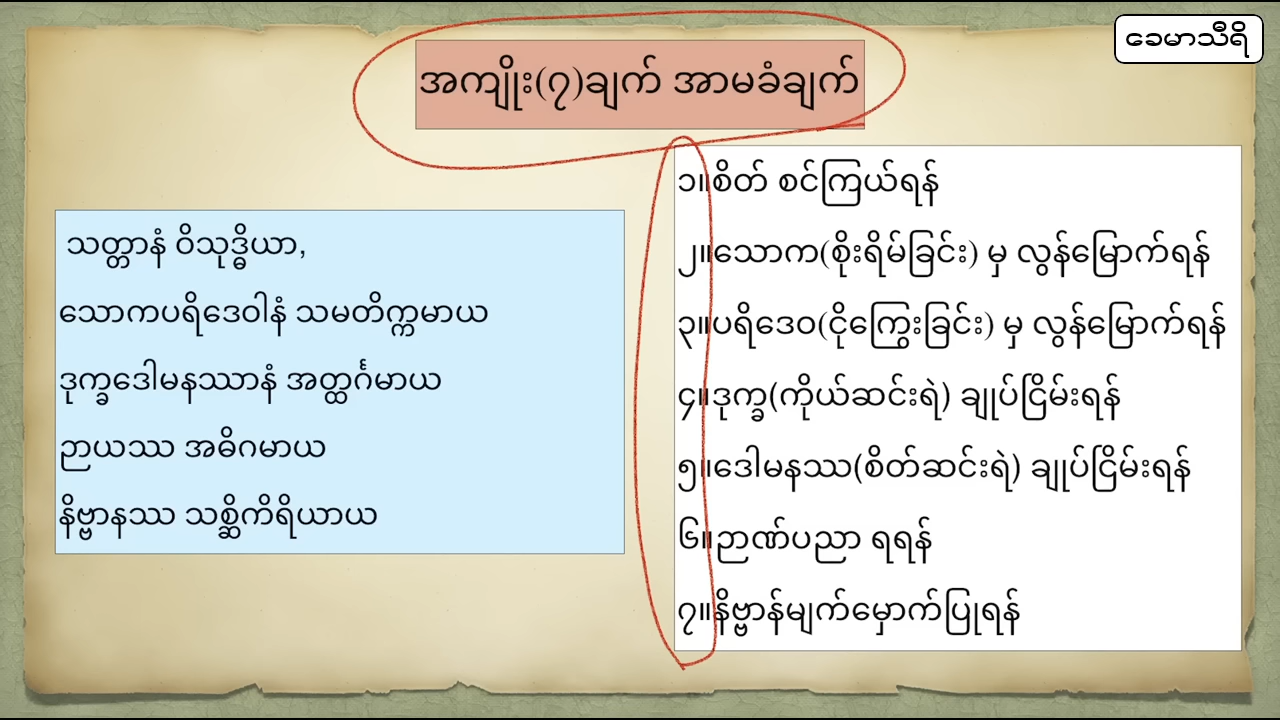 ခေမာသီရိ
အကျိုး(၇)ချက် အာမခံချက်
သတ္တာနံ ဝိသုဒ္ဓိယာ,
သောကပရိဒေဝါနံ သမတိက္ကမာယ
ဒုက္ခဒေါမနဿာနံ အတ္ထင်္ဂမာယ
ဉာယဿ အဓိဂမာယ
နိဗ္ဗာနဿ သစ္ဆိကိရိယာယ
၁။စိတ် စင်ကြယ်ရန်
၂။သောက(စိုးရိမ်ခြင်း) မှ လွန်မြောက်ရန်
၃။ပရိဒေဝ(ငိုကြွေးခြင်း) မှ လွန်မြောက်ရန်
၄။ဒုက္ခ(ကိုယ်ဆင်းရဲ) ချုပ်ငြိမ်းရန်
၅။ဒေါမနဿ(စိတ်ဆင်းရဲ) ချုပ်ငြိမ်းရန်
၆။ဉာဏ်ပညာ ရရန်
၇။နိဗ္ဗာန်မျက်မှောက်ပြုရန်